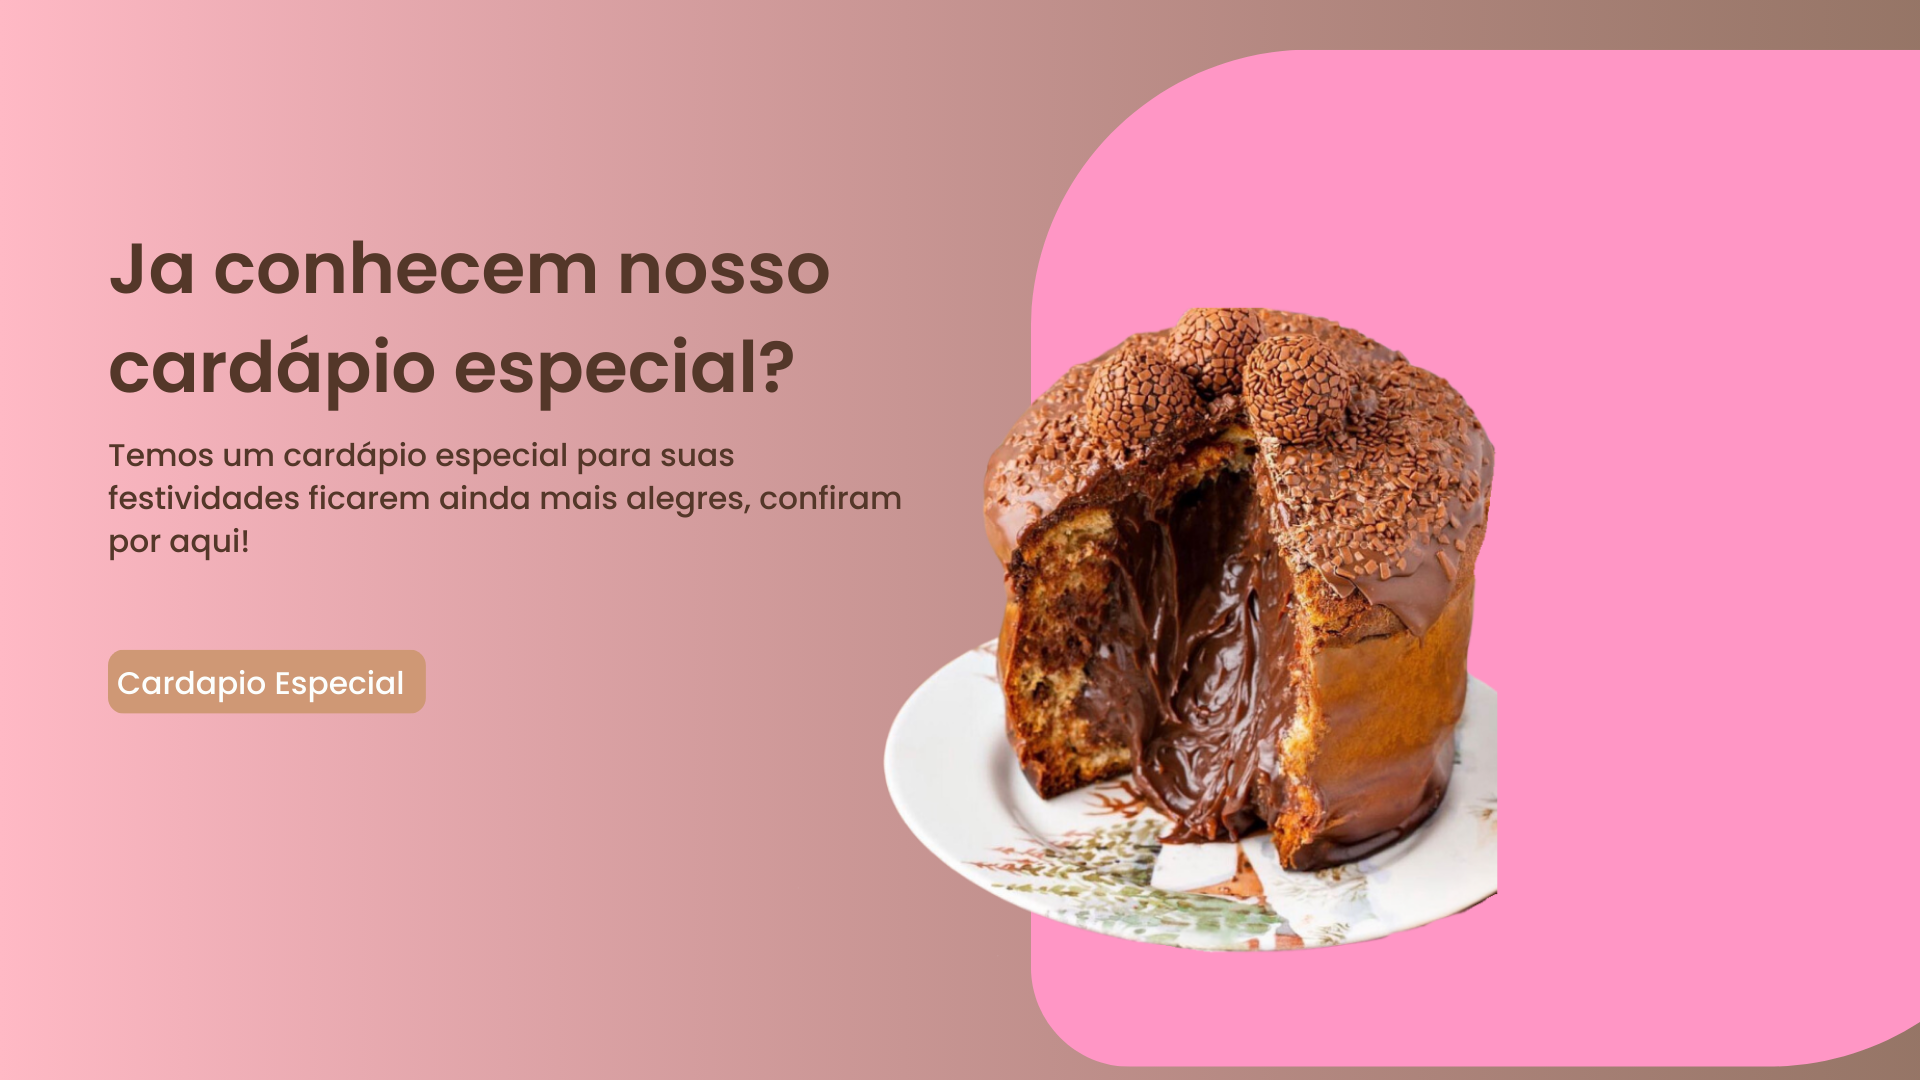 Ja conhecem nosso
cardápio especial?
Temos um cardápio especial para suas
festividades ficarem ainda mais alegres, confiram
por aqui!
Cardapio Especial